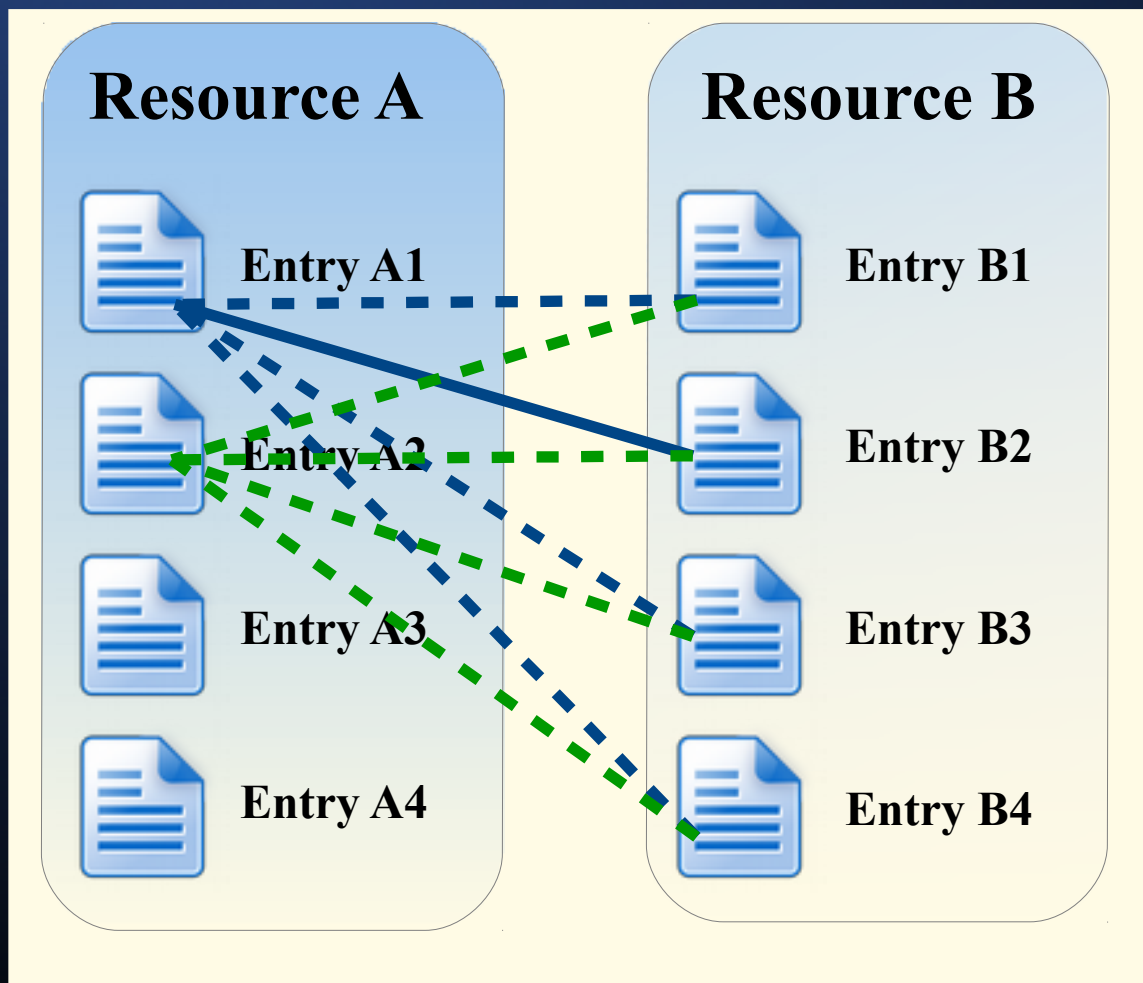 Resource A
Entry A1
Entry A2
Entry A3
Entry A4
Resource B
Entry B1
Entry B2
Entry B3
Entry B4